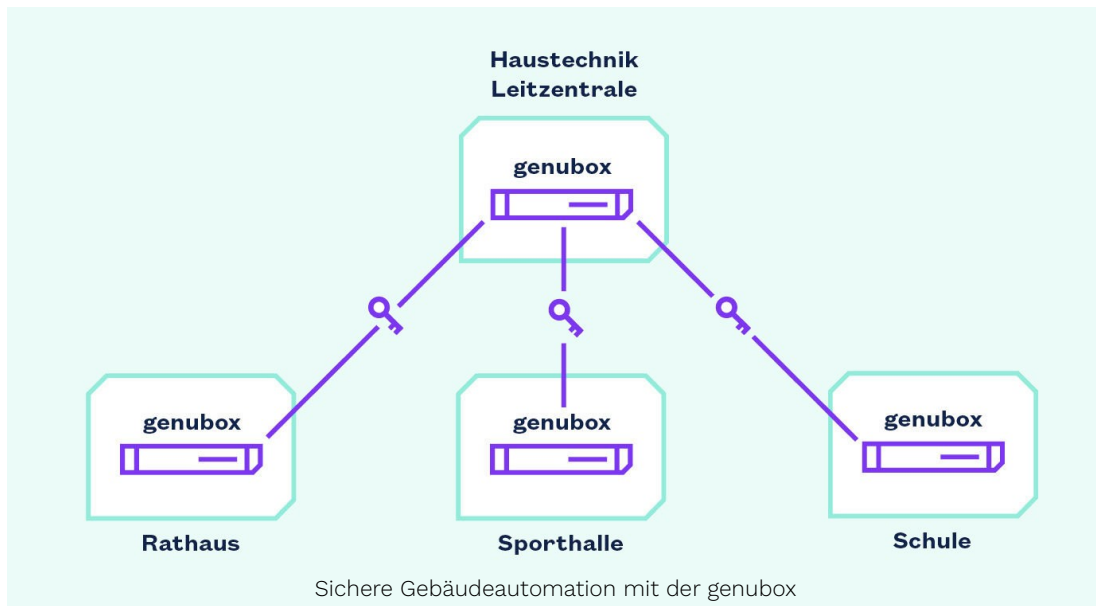 Haustechnik
Leitzentrale
genubox
genubox
genubox
genubox
Rathaus
Sporthalle
Schule
Sichere Gebäudeautomation mit der genubox